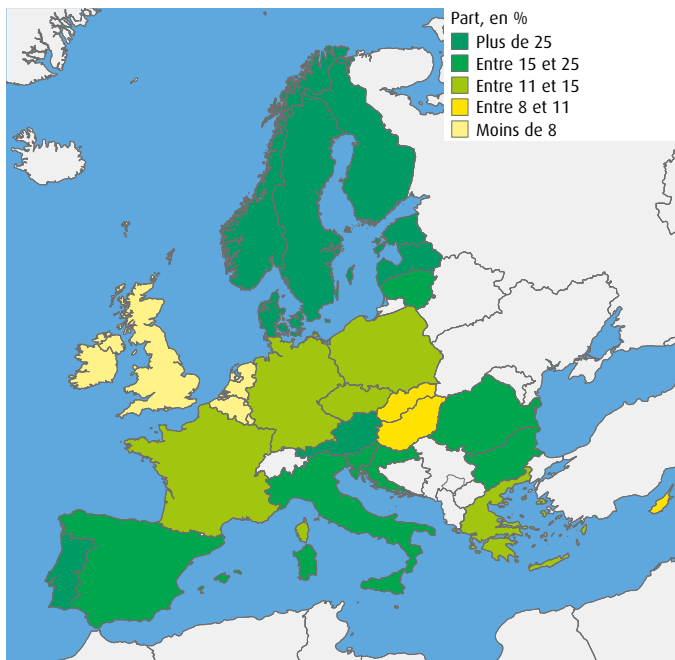 Part, en %
Plus de 25
Entre 15 et 25
Entre 11 et 15
Entre 8 et 11
Moins de 8